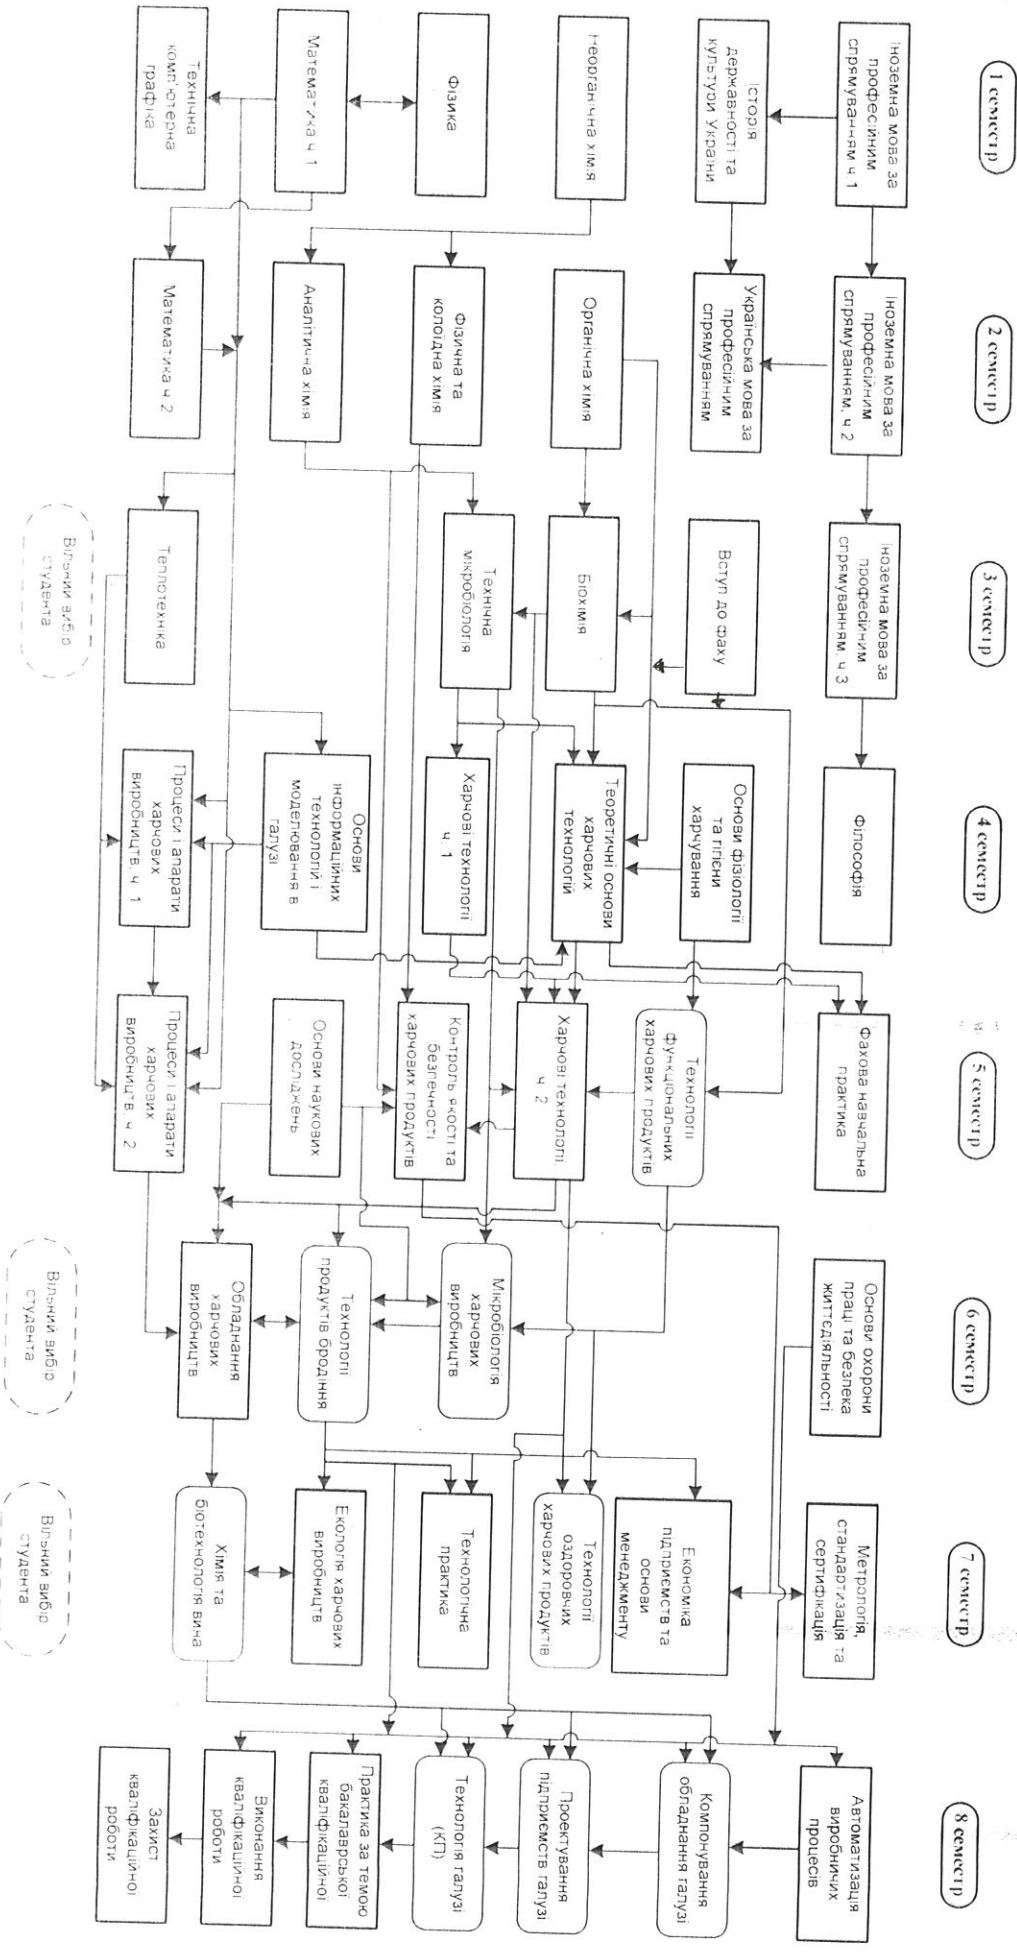 1 семестр
Іноземна мова за
професійним
спрямуванням ч 1
Історія
державності та
культури України
Неорганічна хімія
Фізика
Математика ч 1
Технічна
комп'ютерна
графіка
2 семестр
Іноземна мова за
професійним
спрямуванням, ч 2
Українська мова за
професійним
спрямуванням
Органічна хімія
Фізична та
колоїдна хімія
Аналітична хімія
Математика ч 2
3 семестр
Іноземна мова за
професійним
спрямуванням, ч 3
Вступ до фаху
Біохімія
Технічна
мікробіологія
Теплотехніка
Вільний вибір
студента
4 семестр
Філософія
Основи фізіології
та гігієни
харчування
Теоретичні основи
харчових
технологій
Харчові технології
ч. 1
Основи
інформаційних
технологій і
моделювання в
галузі
Процеси і апарати
харчових
виробництв, ч 1
5 семестр
Фахова навчальна
практика
Технології
функціональних
харчових продуктів
Харчові технології
ч 2
Контроль якості та
безпечності
харчових продуктів
Основи наукових
досліджень
Процеси і апарати
харчових
виробництв, ч 2
6 семестр
Основи охорони
праці та безпека
життєдіяльності
Мікробіологія
харчових
виробництв
Технології
продуктів бродіння
Обладнання
харчових
виробництв
Вільний вибір
студента
7 семестр
Метрологія,
стандартизація та
сертифікація
Економіка
підприємств та
основи
менеджменту
Технології
оздоровчих
харчових продуктів
Технологічна
практика
Екологія харчових
виробництв
Хімія та
біотехнологія вина
Вільний вибір
студента
8 семестр
Автоматизація
виробничих
процесів
Компонування
обладнання галузі
Проектування
підприємств галузі
Технологія галузі
(КП)
Практика за темою
бакалаврської
кваліфікаційної
Виконання
кваліфікаційної
роботи
Захист
кваліфікаційної
роботи